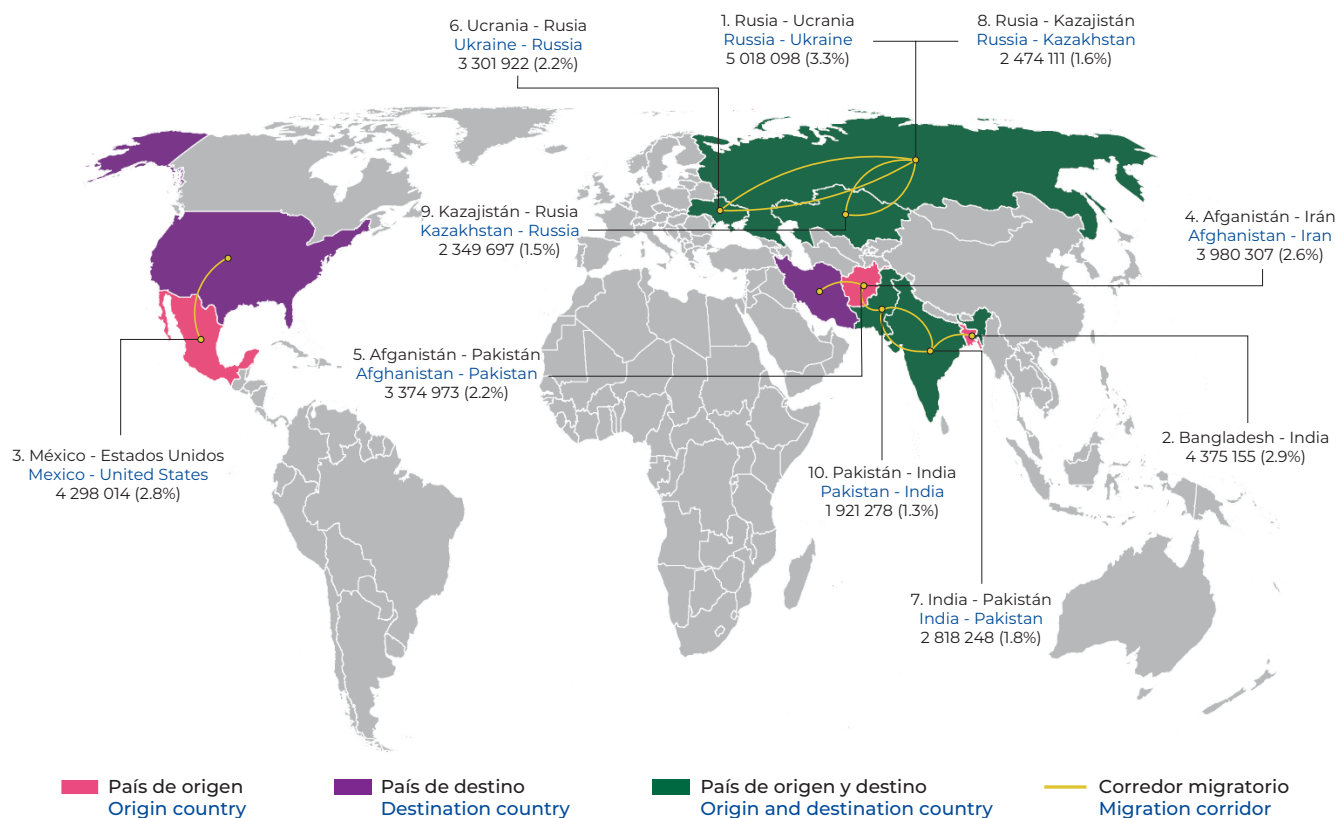 6. Ucrania - Rusia
Ukraine - Russia
3 301 922 (2.2%)
1. Rusia - Ucrania
Russia - Ukraine
5 018 098 (3.3%)
8. Rusia - Kazajistán
Russia - Kazakhstan
2 474 111 (1.6%)
9. Kazajistán - Rusia
Kazakhstan - Russia
2 349 697 (1.5%)
4. Afganistán - Irán
Afghanistan - Iran
3 980 307 (2.6%)
5. Afganistán - Pakistán
Afghanistan - Pakistan
3 374 973 (2.2%)
3. México - Estados Unidos
Mexico - United States
4 298 014 (2.8%)
2. Bangladesh - India
4 375 155 (2.9%)
10. Pakistán - India
Pakistan - India
1 921 278 (1.3%)
7. India - Pakistán
India - Pakistan
2 818 248 (1.8%)
País de origen
Origin country
País de destino
Destination country
País de origen y destino
Origin and destination country
Corredor migratorio
Migration corridor